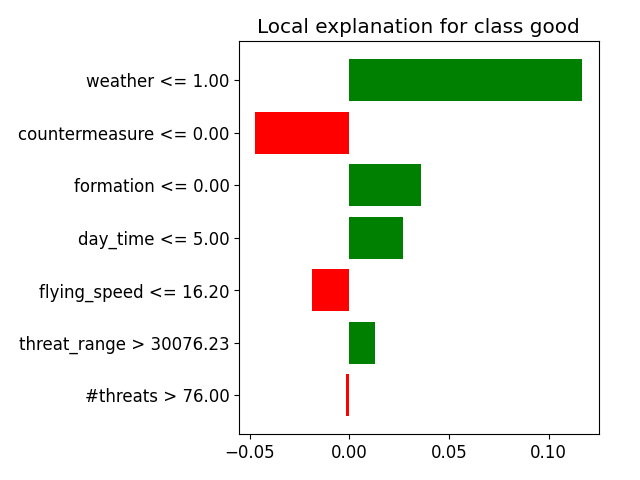 Local explanation for class good
weather <= 1.00
countermeasure <= 0.00
formation <= 0.00
day_time <= 5.00
flying_speed <= 16.20
threat_range > 30076.23
#threats > 76.00
−0.05 0.00 0.05 0.10